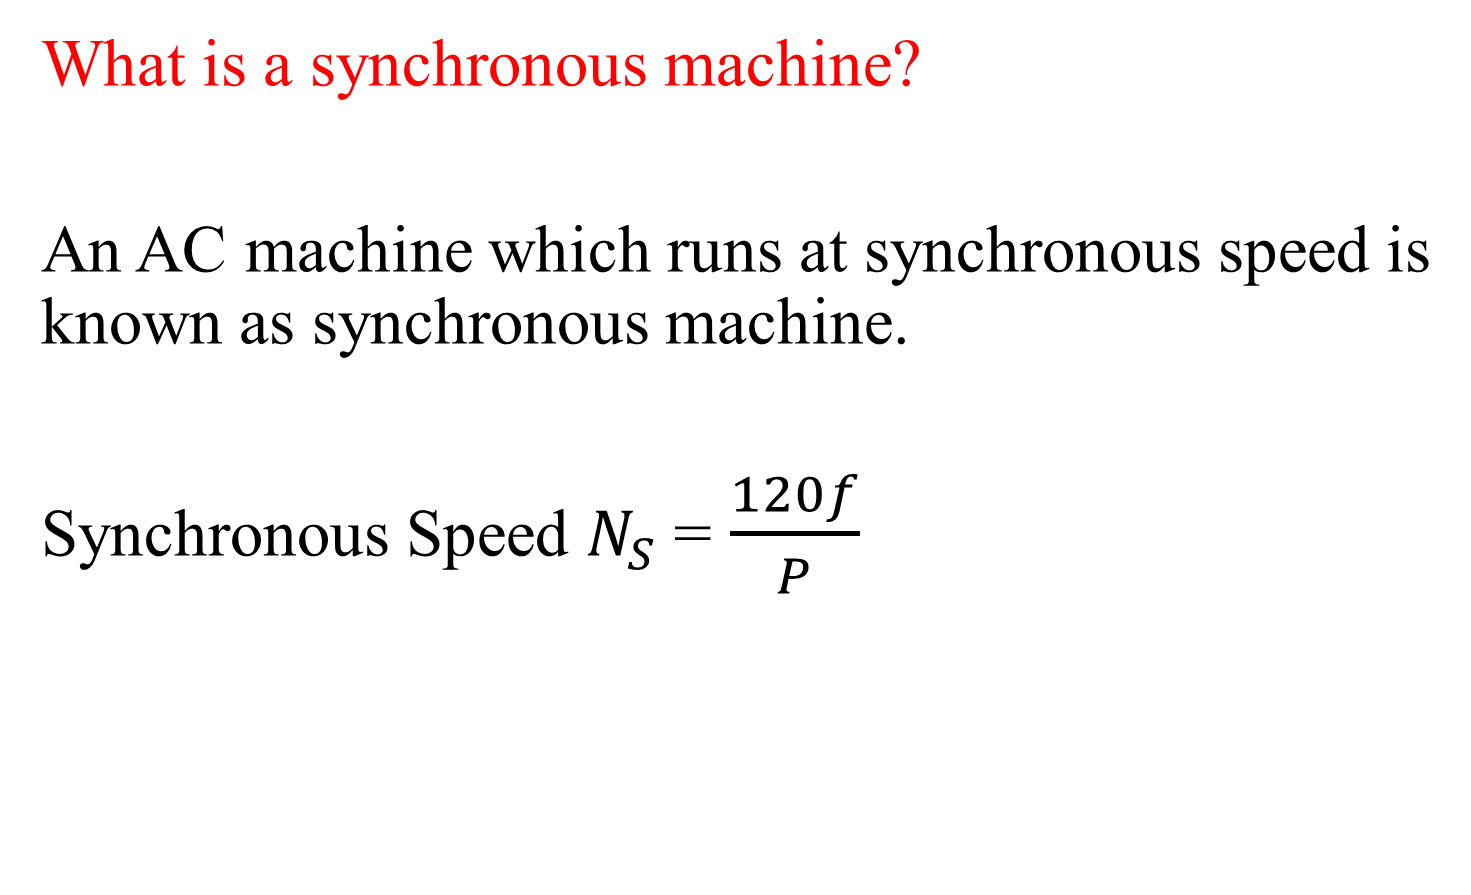 What is a synchronous machine?
An AC machine which runs at synchronous speed is
known as synchronous machine.
Synchronous Speed $N_S = \frac{120f}{P}$